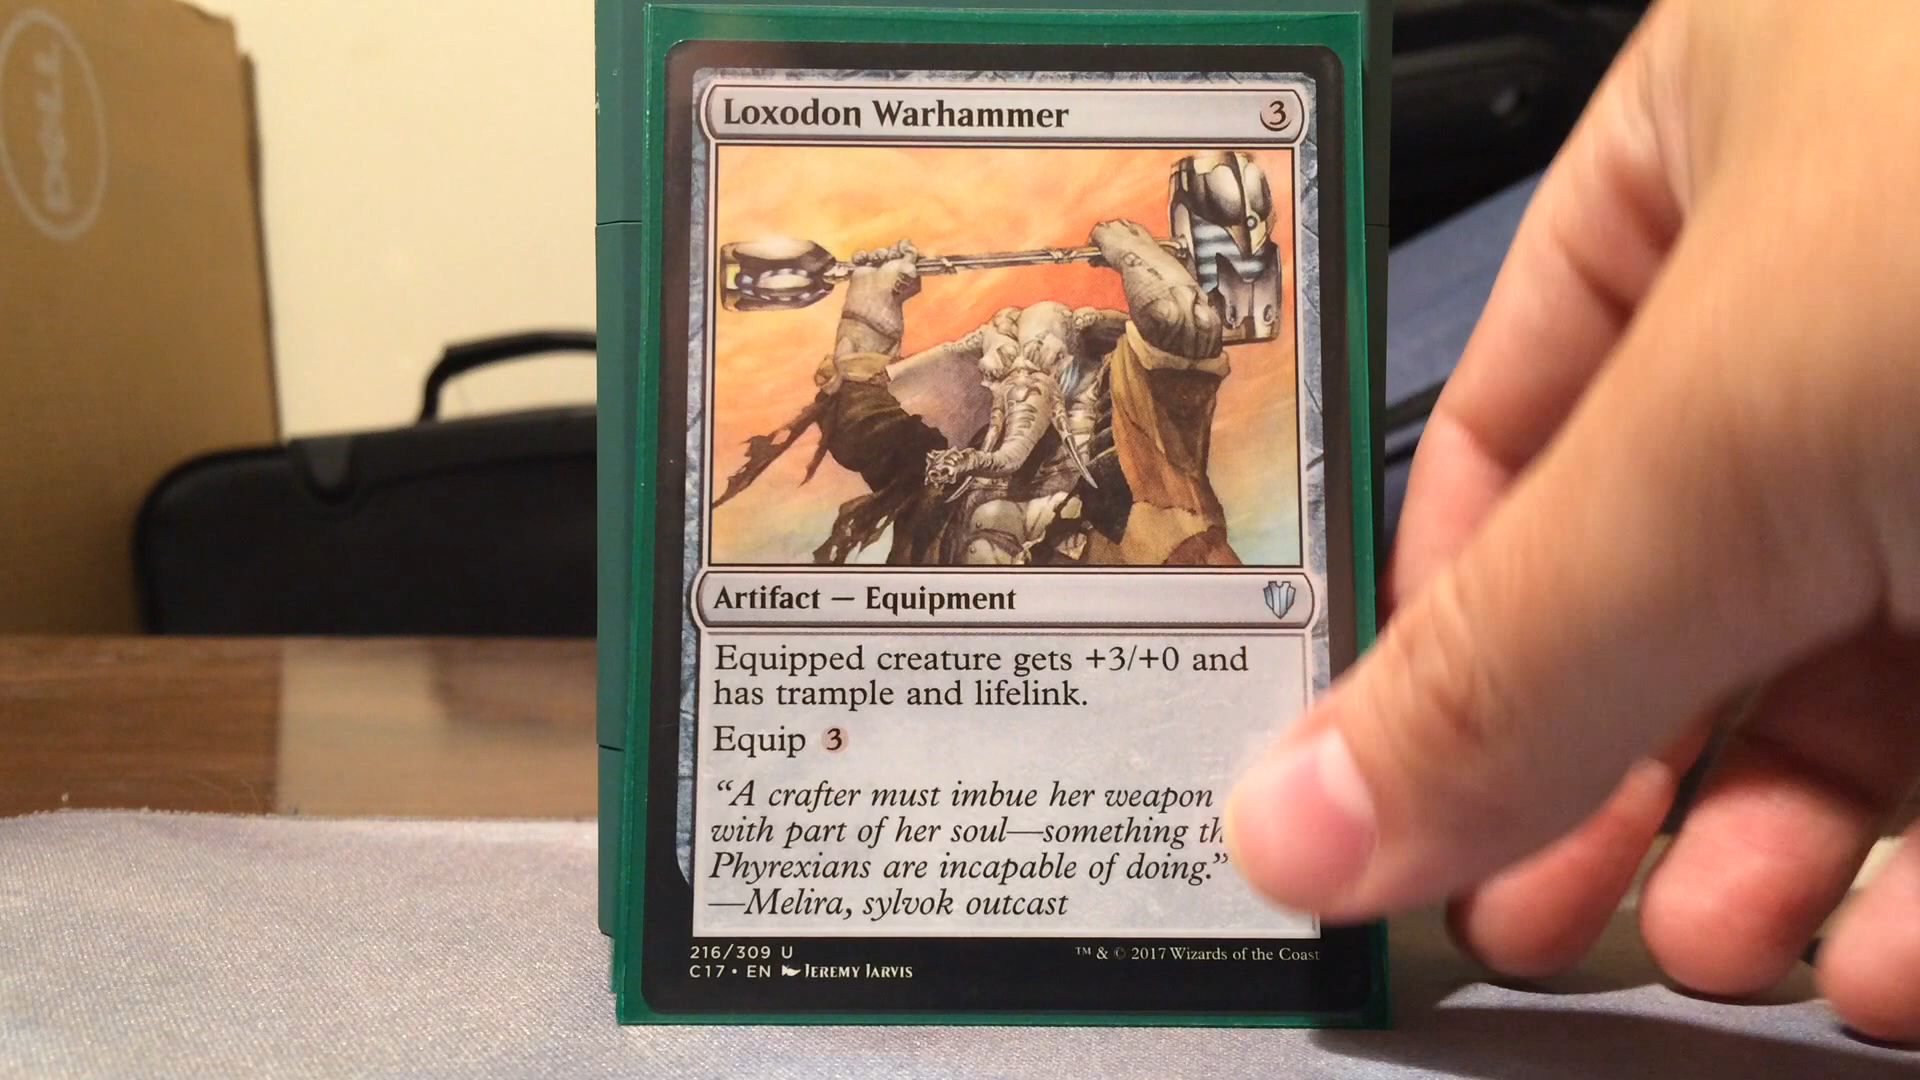 DELL
Loxodon Warhammer 3
Artifact — Equipment
Equipped creature gets +3/+0 and
has trample and lifelink.
Equip 3
“A crafter must imbue her weapon
with part of her soul—something
Phyrexians are incapable of doing.”
—Melira, sylvok outcast
216/309 U
C17 • EN JEREMY JARVIS
™ & © 2017 Wizards of the Coast